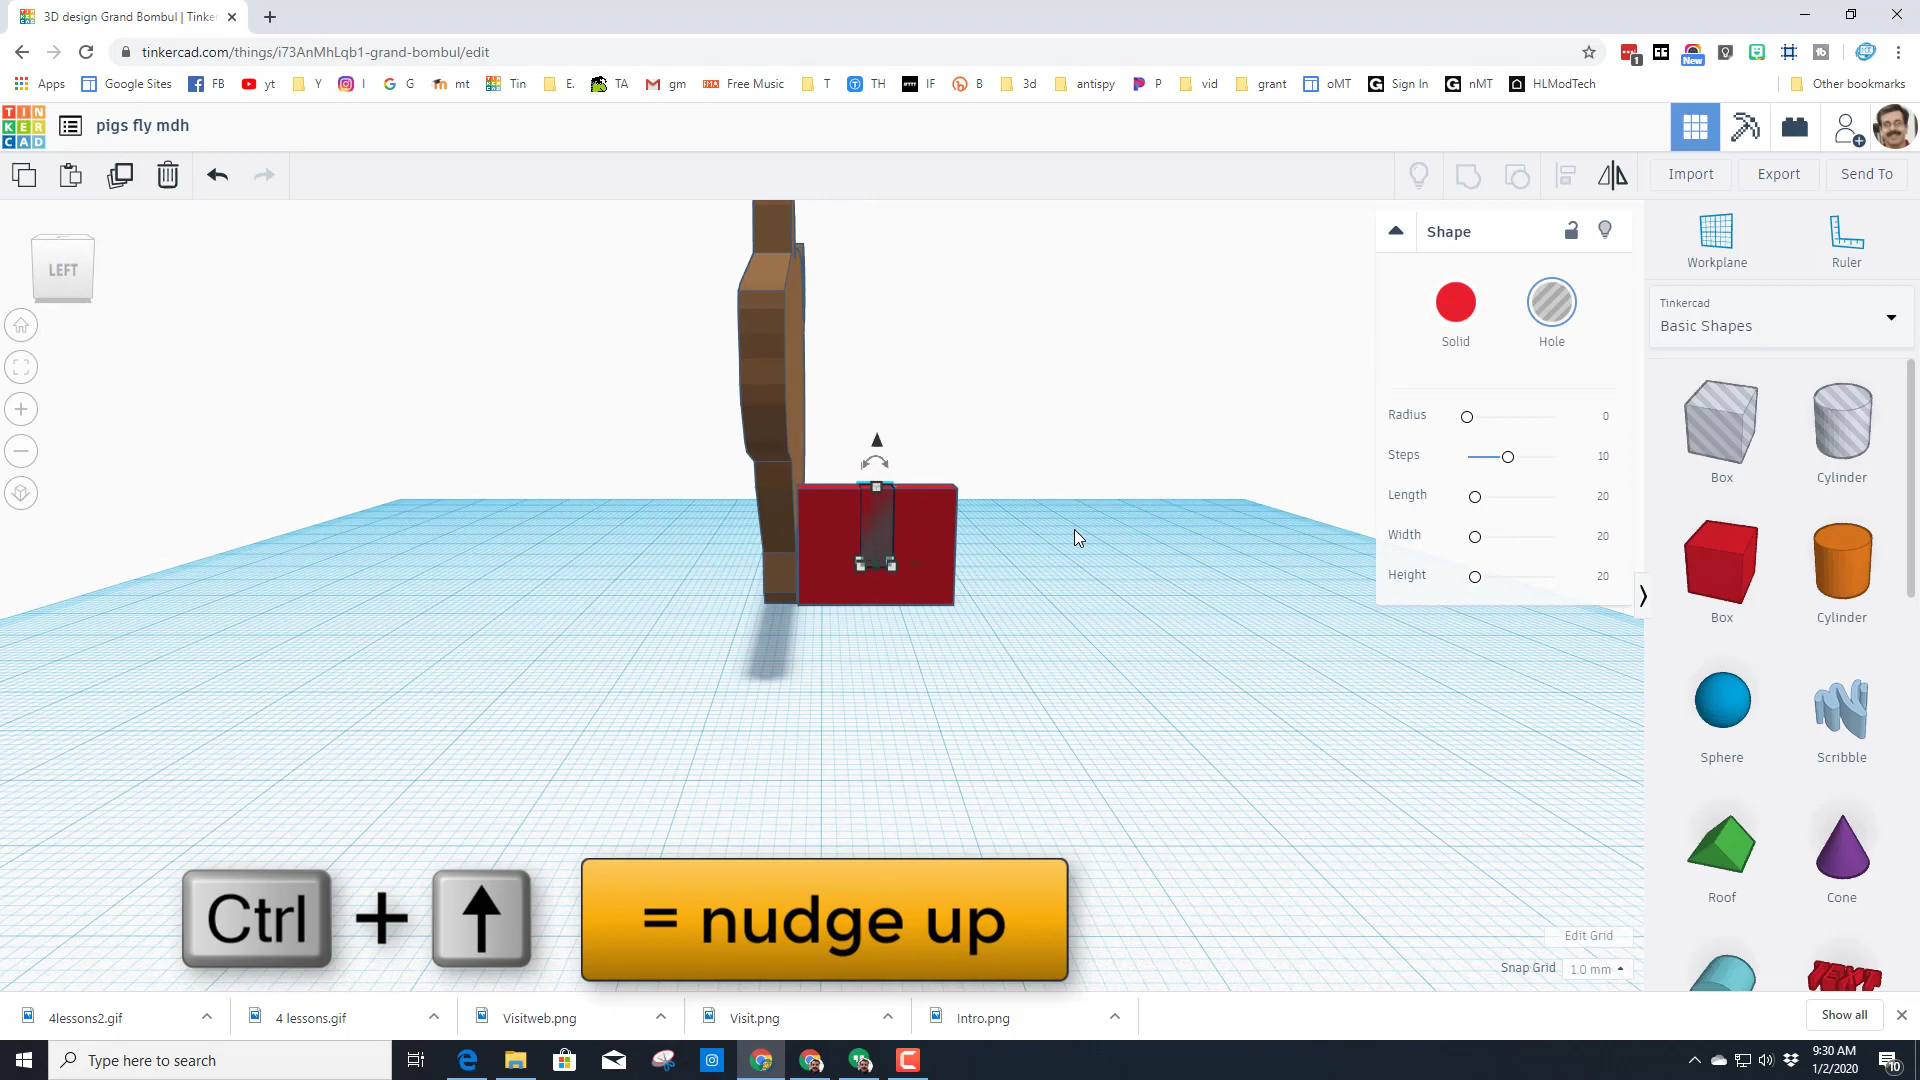 3D design Grand Bombul | Tinker
tinkercad.com/things/i73AnMhLqb1-grand-bombul/edit
1
New
Apps
Google Sites
FB
yt
Y
I
G
mt
Tin
E.
TA
gm
Free Music
T
TH
IF
B
3d
antispy
P
vid
grant
oMT
Sign In
nMT
HLModTech
Other bookmarks
TIN
KER
CAD
pigs fly mdh
Import
Export
Send To
LEFT
Shape
Solid
Hole
Radius
0
Steps
10
Length
20
Width
20
Height
20
Workplane
Ruler
Tinkercad
Basic Shapes
Box
Cylinder
Box
Cylinder
Sphere
Scribble
Roof
Cone
TEXT
Edit Grid
Snap Grid
1.0 mm
Ctrl + ↑ = nudge up
4lessons2.gif
4 lessons.gif
Visitweb.png
Visit.png
Intro.png
Show all
Type here to search
9:30 AM
1/2/2020
10